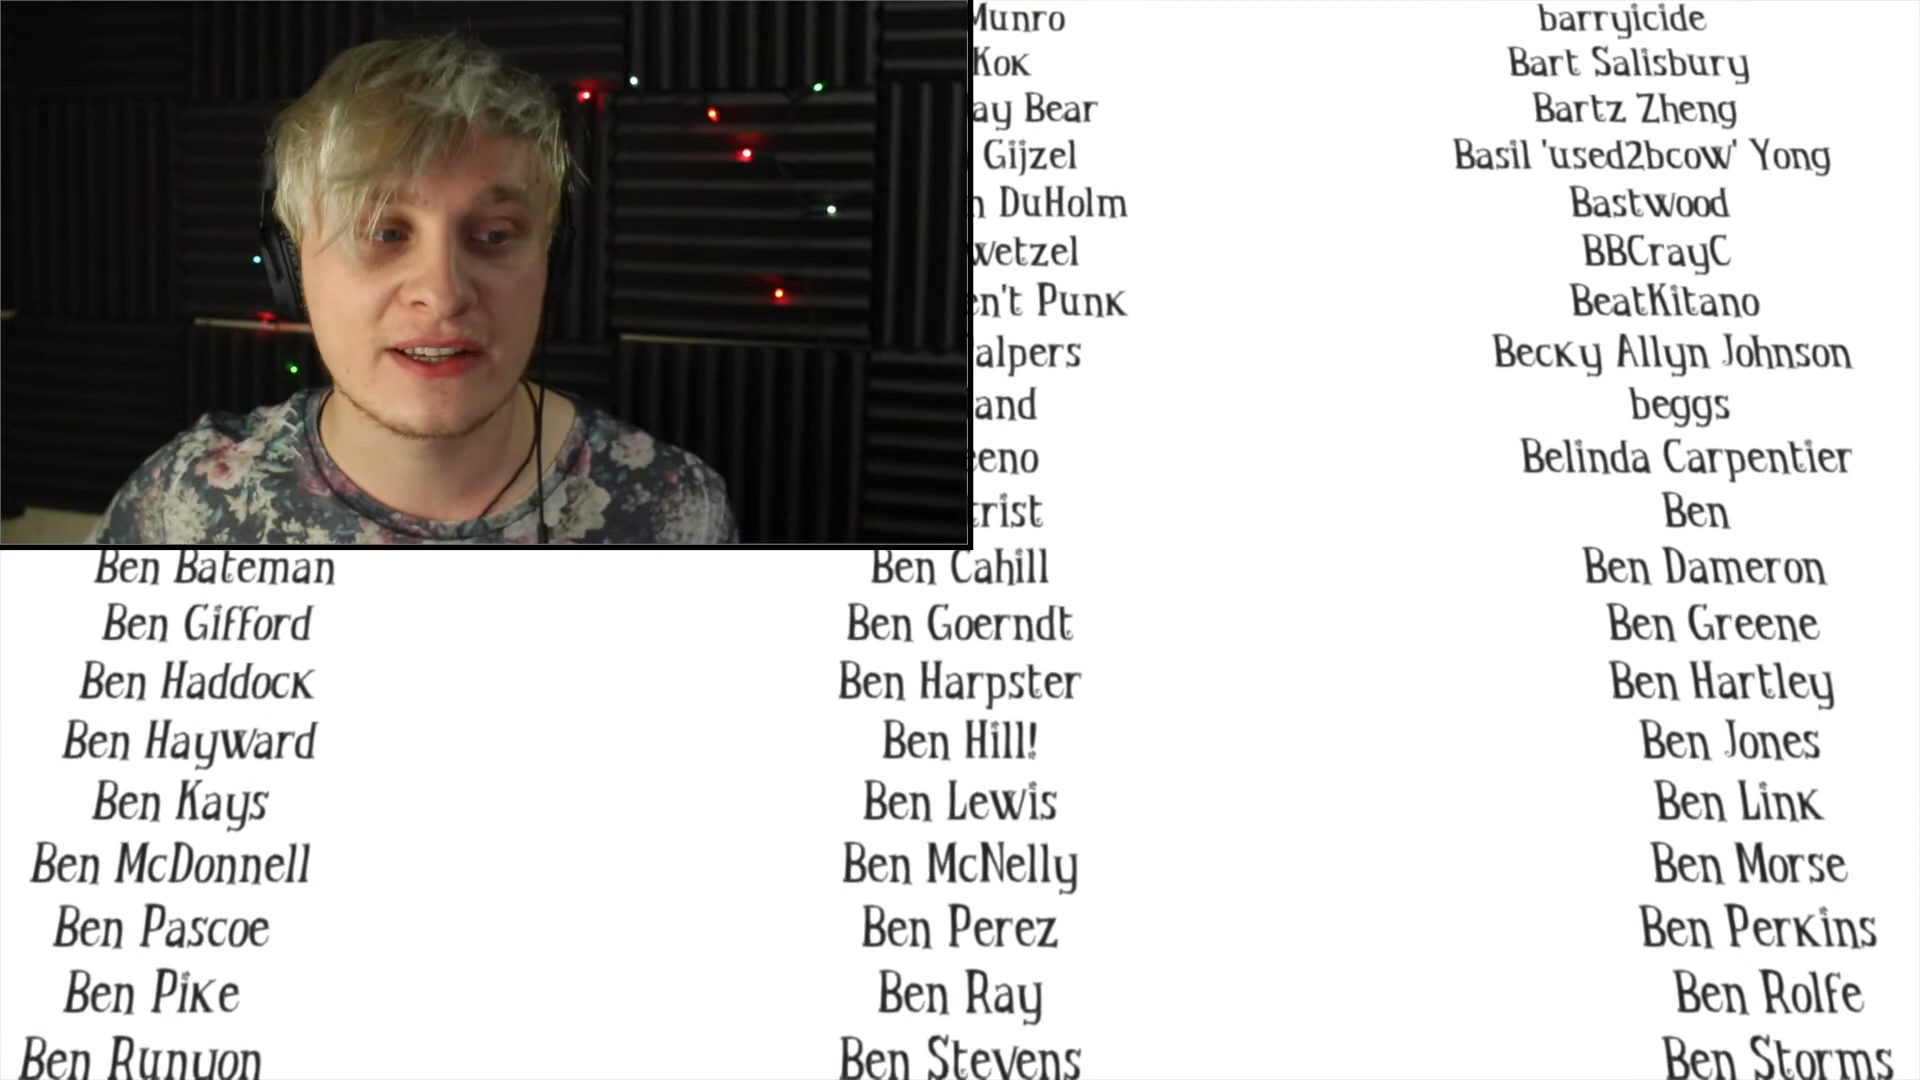 Munro barryicide
Kok Bart Salisbury
ay Bear Bartz Zheng
Gijzel Basil 'used2bcow' Yong
DuHolm Bastwood
wetzel BBCrayC
en't Punk BeatKitano
alpers Becky Allyn Johnson
and beggs
eeno Belinda Carpentier
trist Ben
Ben Bateman Ben Cahill Ben Dameron
Ben Gifford Ben Goerndt Ben Greene
Ben Haddock Ben Harpster Ben Hartley
Ben Hayward Ben Hill! Ben Jones
Ben Kays Ben Lewis Ben Link
Ben McDonnell Ben McNelly Ben Morse
Ben Pascoe Ben Perez Ben Perkins
Ben Pike Ben Ray Ben Rolfe
Ben Runyon Ben Stevens Ben Storms